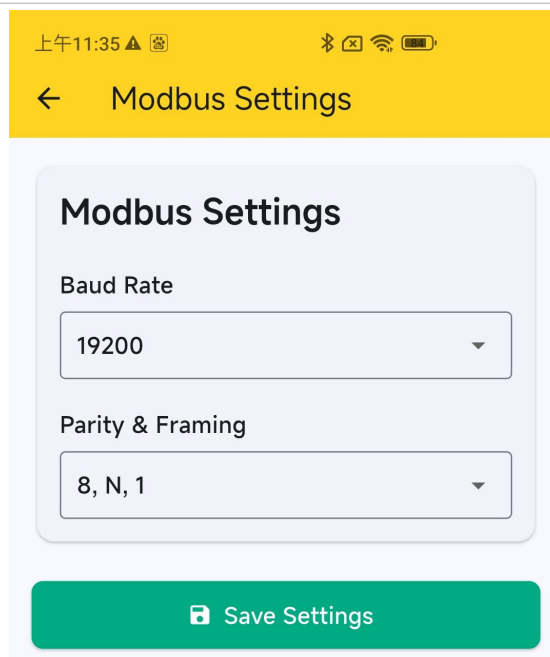 上午11:35
84
Modbus Settings
Modbus Settings
Baud Rate
19200
Parity & Framing
8, N, 1
Save Settings